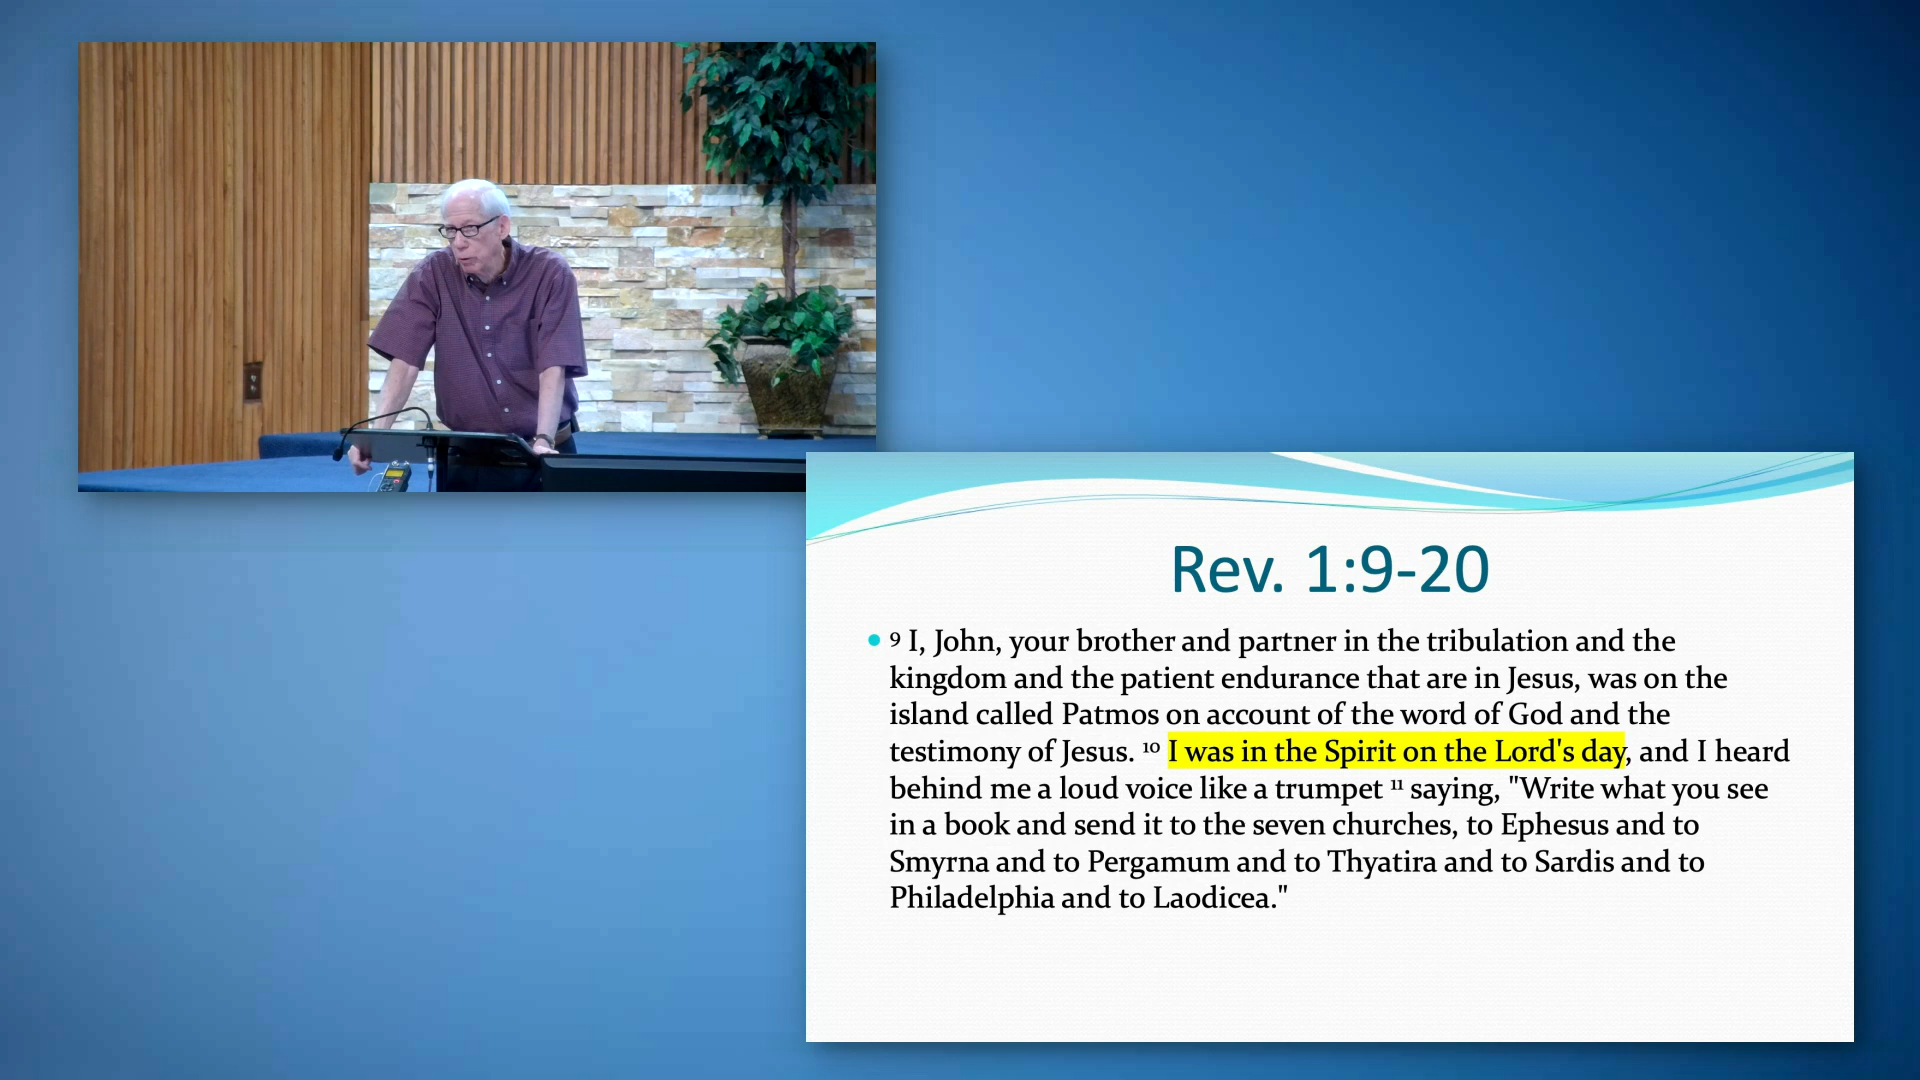 Rev. 1:9-20
• ⁹ I, John, your brother and partner in the tribulation and the
kingdom and the patient endurance that are in Jesus, was on the
island called Patmos on account of the word of God and the
testimony of Jesus. ¹⁰ I was in the Spirit on the Lord's day, and I heard
behind me a loud voice like a trumpet ¹¹ saying, "Write what you see
in a book and send it to the seven churches, to Ephesus and to
Smyrna and to Pergamum and to Thyatira and to Sardis and to
Philadelphia and to Laodicea."